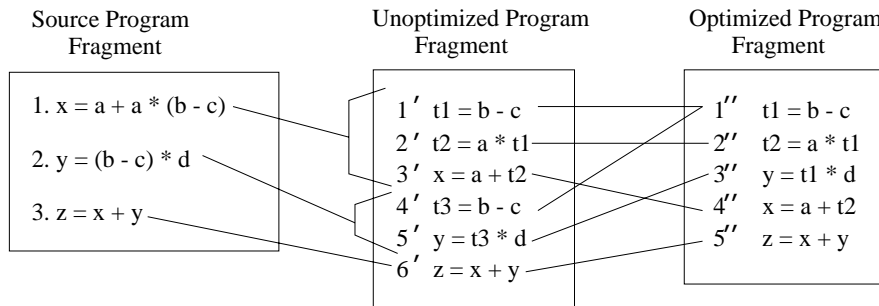 Source Program
Fragment
1. x = a + a * (b - c)
2. y = (b - c) * d
3. z = x + y
Unoptimized Program
Fragment
1′ t1 = b - c
2′ t2 = a * t1
3′ x = a + t2
4′ t3 = b - c
5′ y = t3 * d
6′ z = x + y
Optimized Program
Fragment
1′′ t1 = b - c
2′′ t2 = a * t1
3′′ y = t1 * d
4′′ x = a + t2
5′′ z = x + y